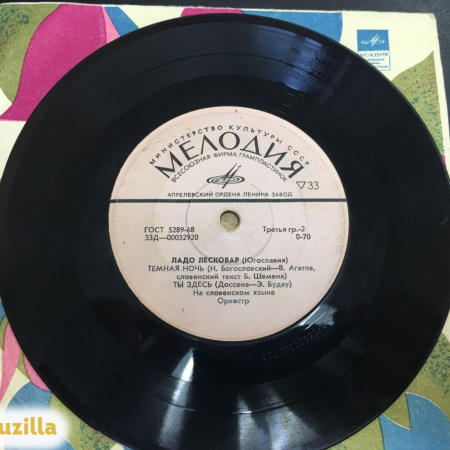 МИНИСТЕРСТВО КУЛЬТУРЫ СССР
МЕЛОДИЯ
ВСЕСОЮЗНАЯ ФИРМА ГРАМПЛАСТИНОК
▽33
АПРЕЛЕВСКИЙ ОРДЕНА ЛЕНИНА ЗАВОД
ГОСТ 5289-68 Третья гр.-2
33Д—00032920 0-70
ЛАДО ЛЕСКОВАР (Югославия)
ТЕМНАЯ НОЧЬ (Н. Богословский—В. Агатов,
словенский текст Б. Шемена)
ТЫ ЗДЕСЬ (Доссена—Э. Будау)
На словенском языке
Оркестр
МЕЛОДИЯ
uzilla